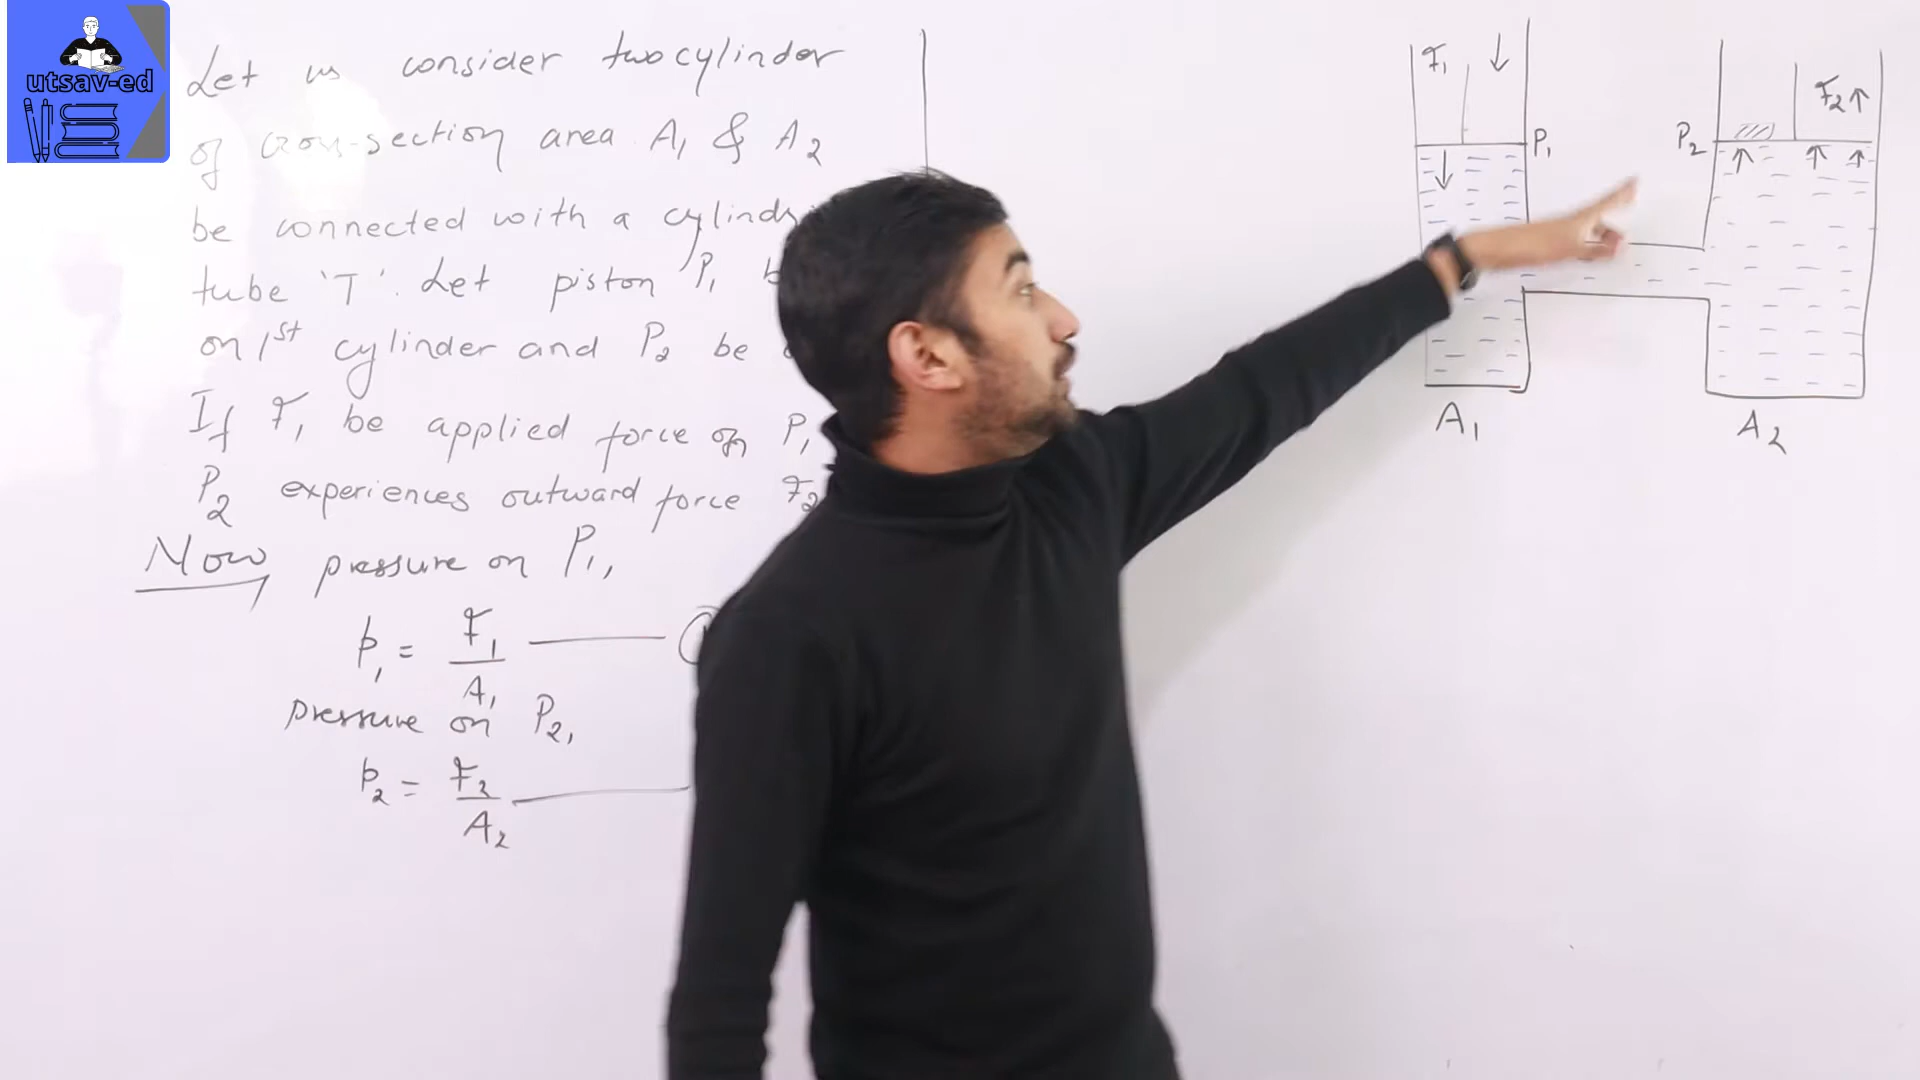 utsav-ed
Let us consider two cylinder
of cross-section area A₁ & A₂
be connected with a
tube 'T'. Let piston P₁
on 1st cylinder and P₂ be
If F₁ be applied force on P₁
P₂ experiences outward force F₂
Now pressure on P₁,
p₁ = F₁/A₁
pressure on P₂,
p₂ = F₂/A₂
F₁ ↓
P₁
P₂
F₂ ↑
A₁
A₂